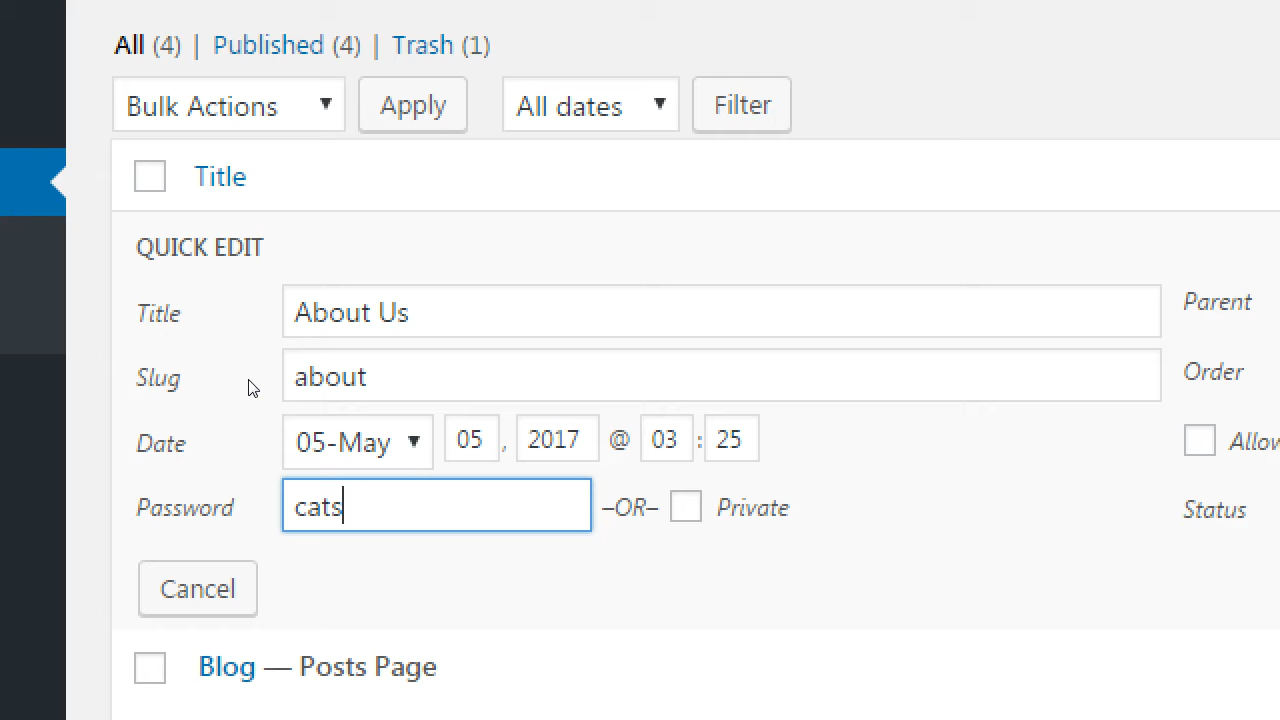 All (4) | Published (4) | Trash (1)
Bulk Actions Apply All dates Filter
Title
QUICK EDIT
Title About Us Parent
Slug about Order
Date 05-May 05 , 2017 @ 03 : 25
Password cats –OR– Private Status
Cancel
Blog — Posts Page